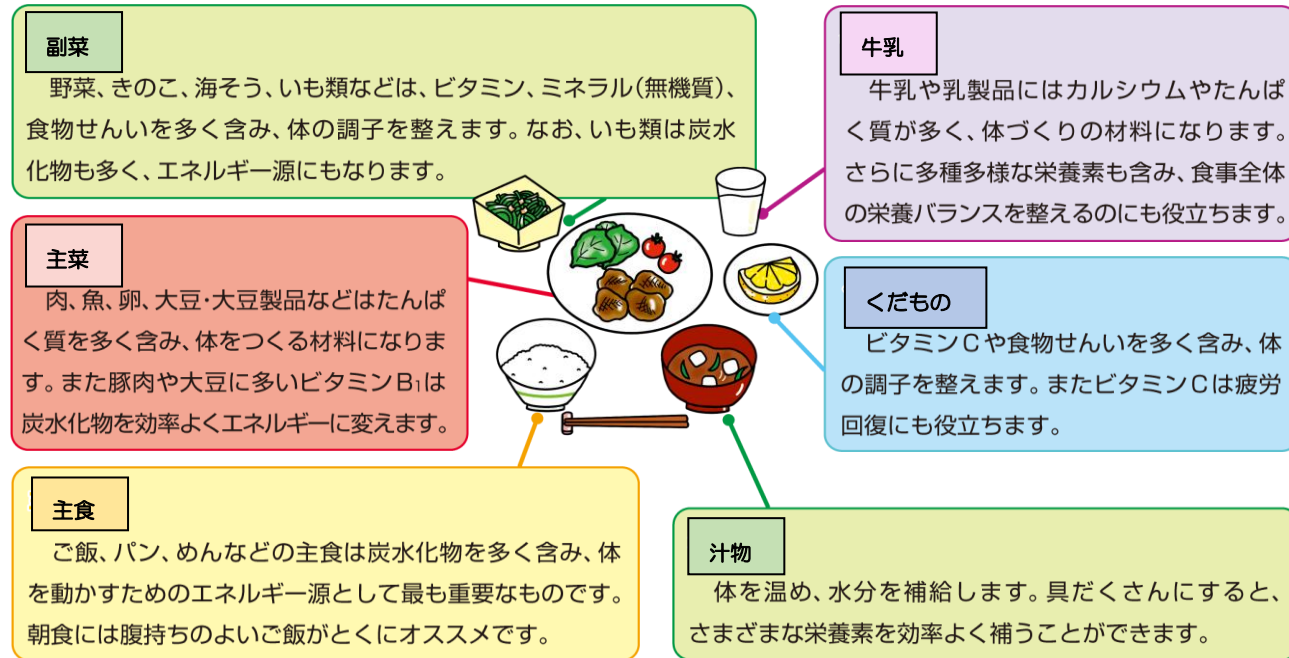 副菜
野菜、きのこ、海そう、いも類などは、ビタミン、ミネラル(無機質)、
食物せんいを多く含み、体の調子を整えます。なお、いも類は炭水
化物も多く、エネルギー源にもなります。
牛乳
牛乳や乳製品にはカルシウムやたんぱ
く質が多く、体づくりの材料になります。
さらに多種多様な栄養素も含み、食事全体
の栄養バランスを整えるのにも役立ちます。
主菜
肉、魚、卵、大豆・大豆製品などはたんぱ
く質を多く含み、体をつくる材料になりま
す。また豚肉や大豆に多いビタミンB₁は
炭水化物を効率よくエネルギーに変えます。
くだもの
ビタミンCや食物せんいを多く含み、体
の調子を整えます。またビタミンCは疲労
回復にも役立ちます。
主食
ご飯、パン、めんなどの主食は炭水化物を多く含み、体
を動かすためのエネルギー源として最も重要なものです。
朝食には腹持ちのよいご飯がとくにオススメです。
汁物
体を温め、水分を補給します。具だくさんにすると、
さまざまな栄養素を効率よく補うことができます。